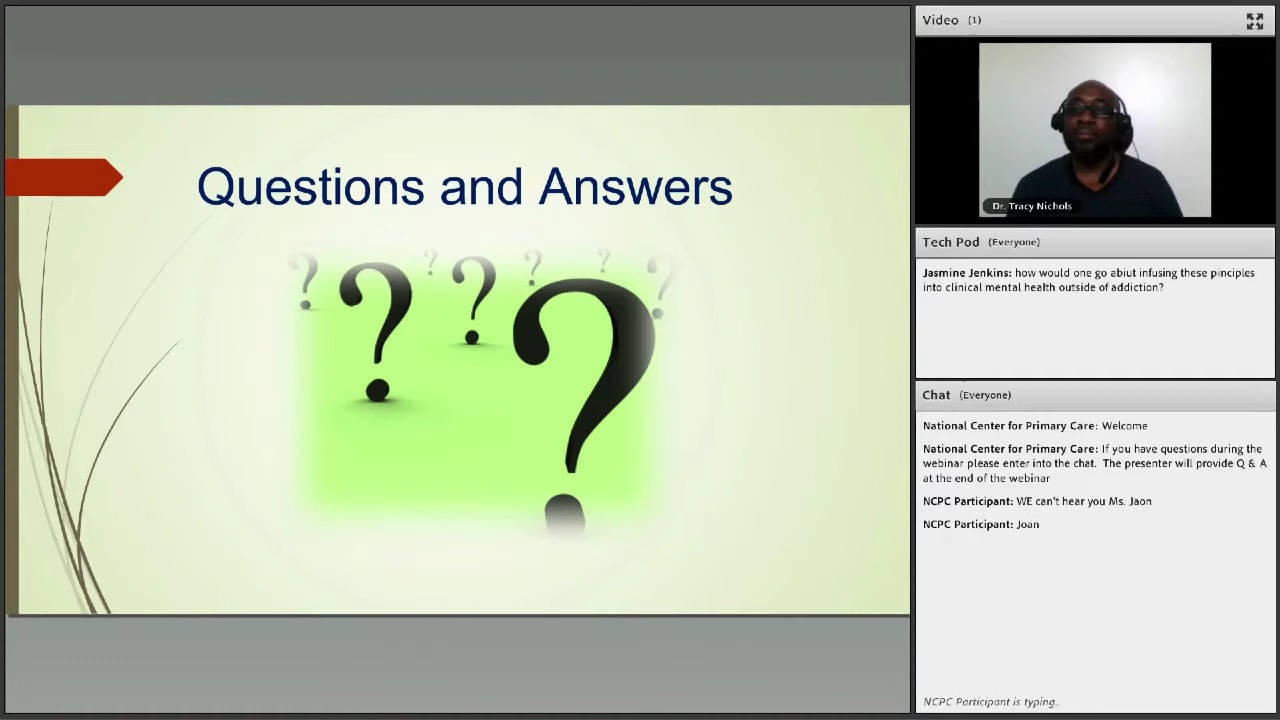 Questions and Answers
Video (1)
Dr. Tracy Nichols
Tech Pod (Everyone)
Jasmine Jenkins: how would one go abiut infusing these pinciples
into clinical mental health outside of addiction?
Chat (Everyone)
National Center for Primary Care: Welcome
National Center for Primary Care: If you have questions during the
webinar please enter into the chat. The presenter will provide Q & A
at the end of the webinar
NCPC Participant: WE can't hear you Ms. Jaon
NCPC Participant: Joan
NCPC Participant is typing...